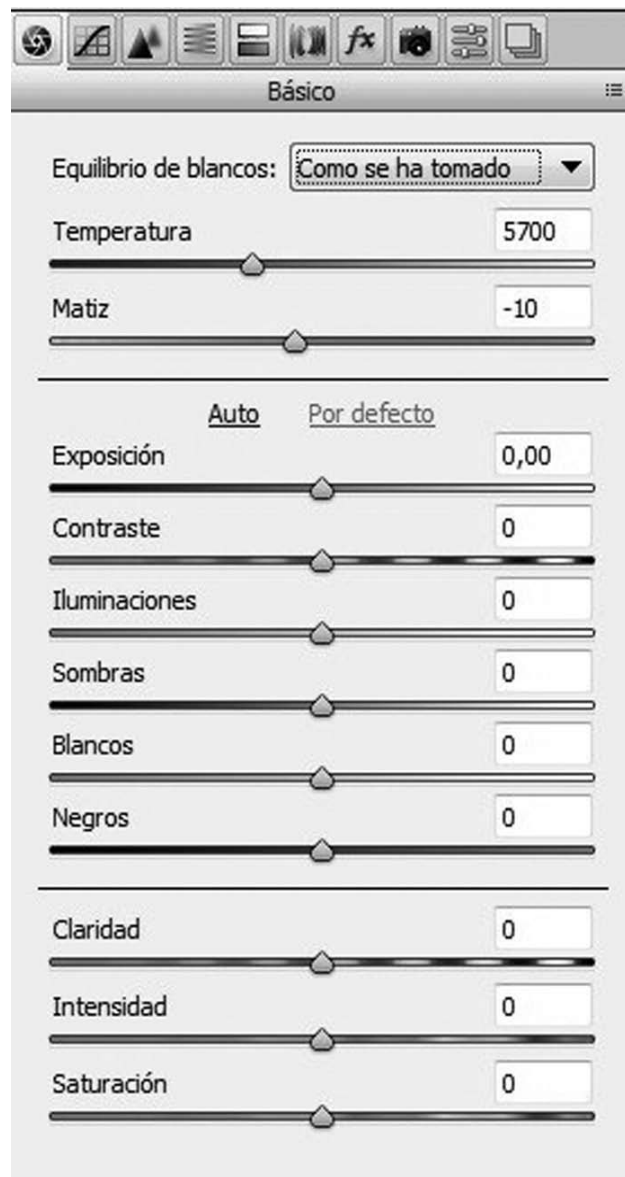 fx
Básico
Equilibrio de blancos: Como se ha tomado
Temperatura 5700
Matiz -10
Auto Por defecto
Exposición 0,00
Contraste 0
Iluminaciones 0
Sombras 0
Blancos 0
Negros 0
Claridad 0
Intensidad 0
Saturación 0